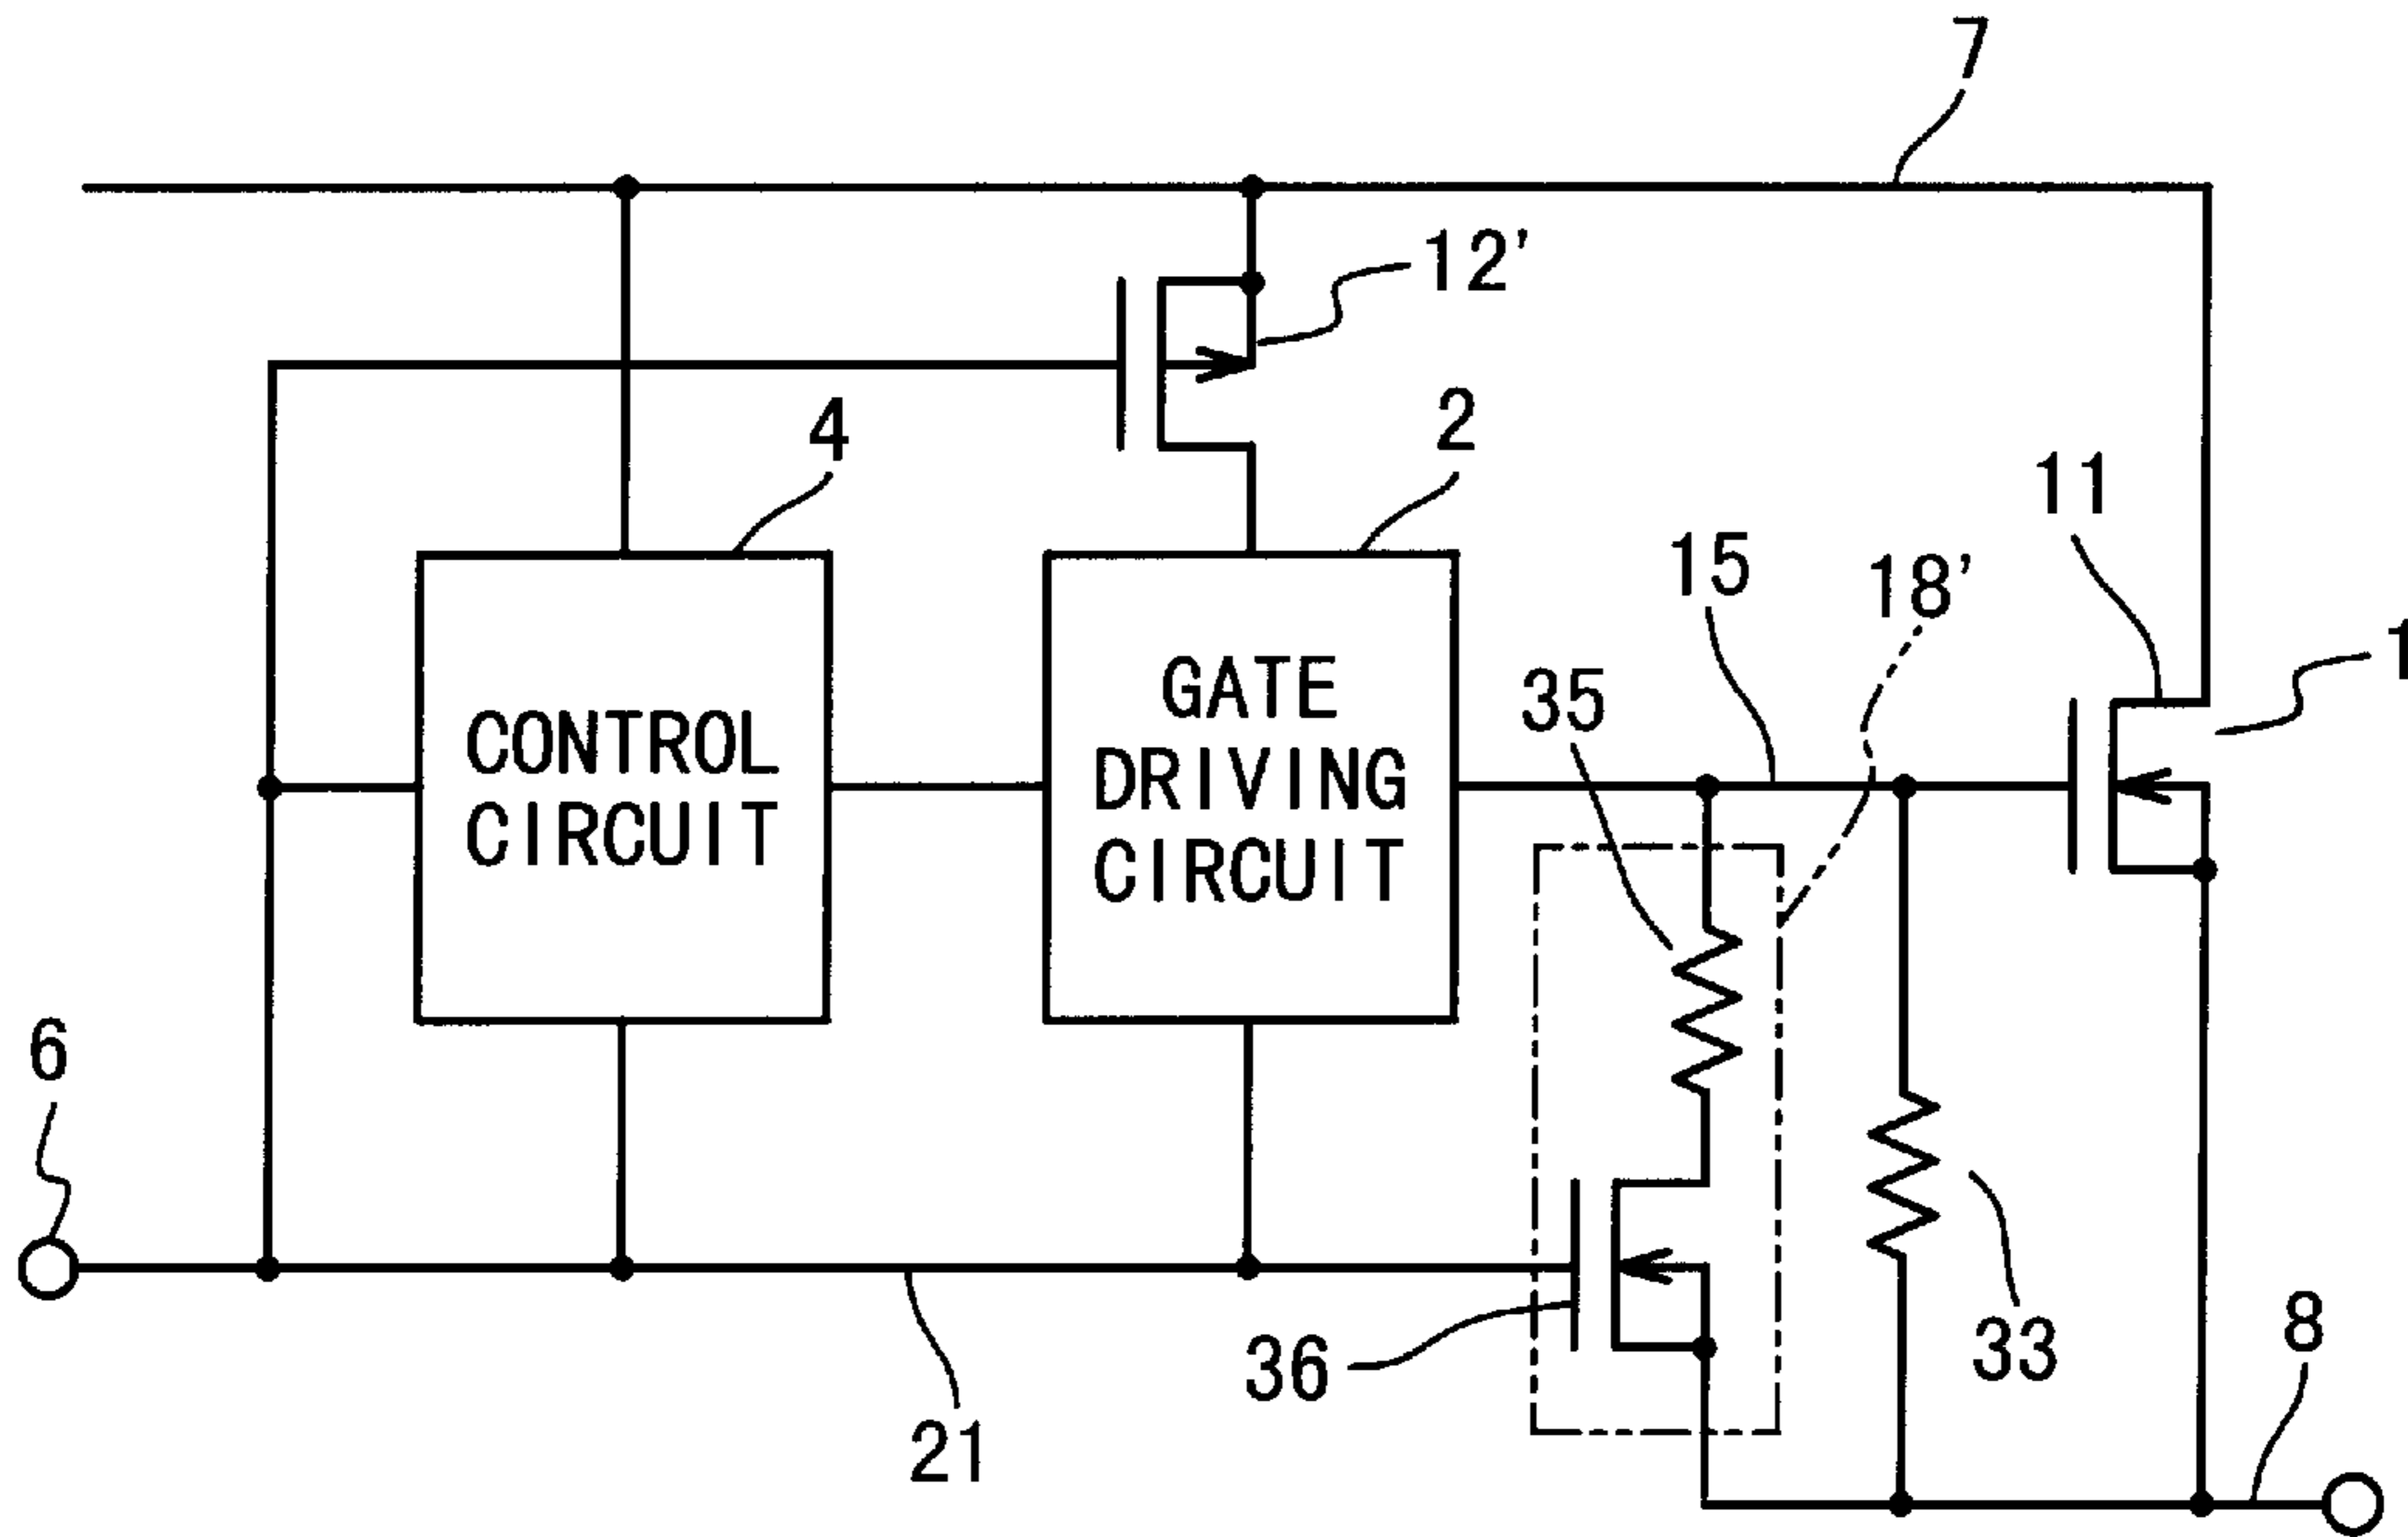 7
12'
4
2
11
15
18'
1
35
CONTROL
CIRCUIT
GATE
DRIVING
CIRCUIT
6
36
33
8
21